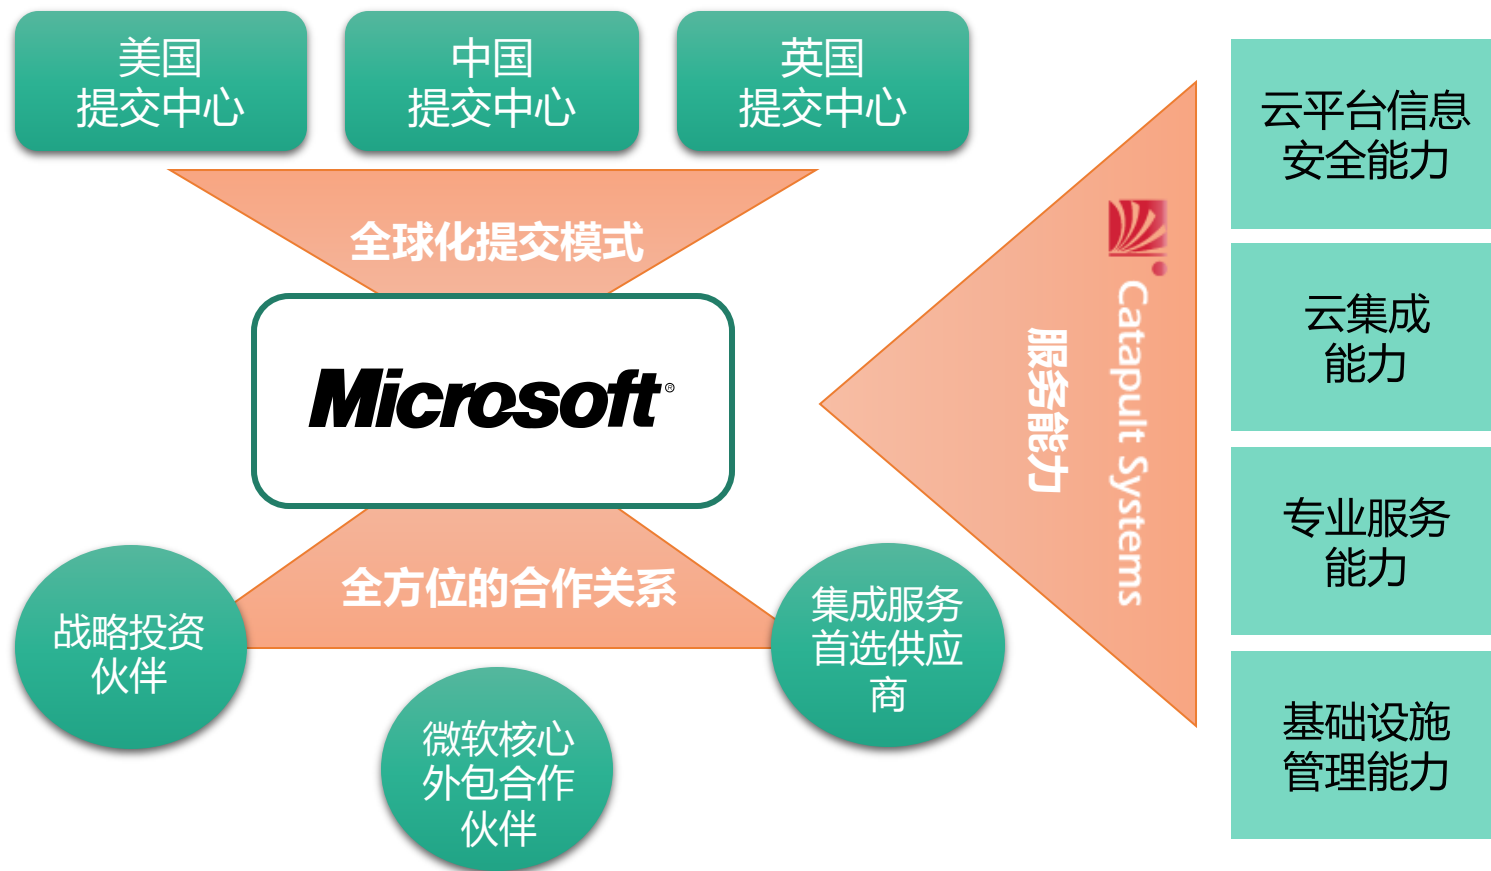 美国
提交中心
中国
提交中心
英国
提交中心
全球化提交模式
Microsoft®
全方位的合作关系
战略投资
伙伴
微软核心
外包合作
伙伴
集成服务
首选供应
商
服务能力
Catapult Systems
云平台信息
安全能力
云集成
能力
专业服务
能力
基础设施
管理能力